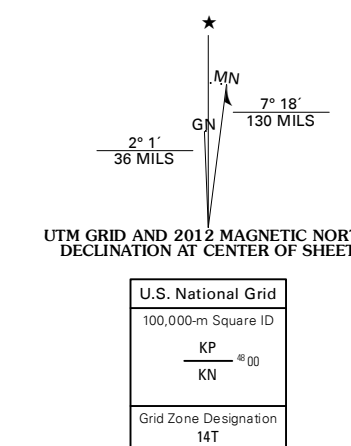 ★
MN
GN
7° 18´
130 MILS
2° 1´
36 MILS
UTM GRID AND 2012 MAGNETIC NORT
DECLINATION AT CENTER OF SHEET
U.S. National Grid
100,000-m Square ID
KP
48 00
KN
Grid Zone Designation
14T